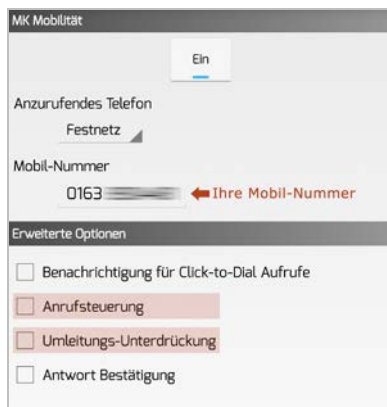 MK Mobilität
Ein
Anzurufendes Telefon
Festnetz
Mobil-Nummer
0163
Ihre Mobil-Nummer
Erweiterte Optionen
Benachrichtigung für Click-to-Dial Aufrufe
Anrufsteuerung
Umleitungs-Unterdrückung
Antwort Bestätigung